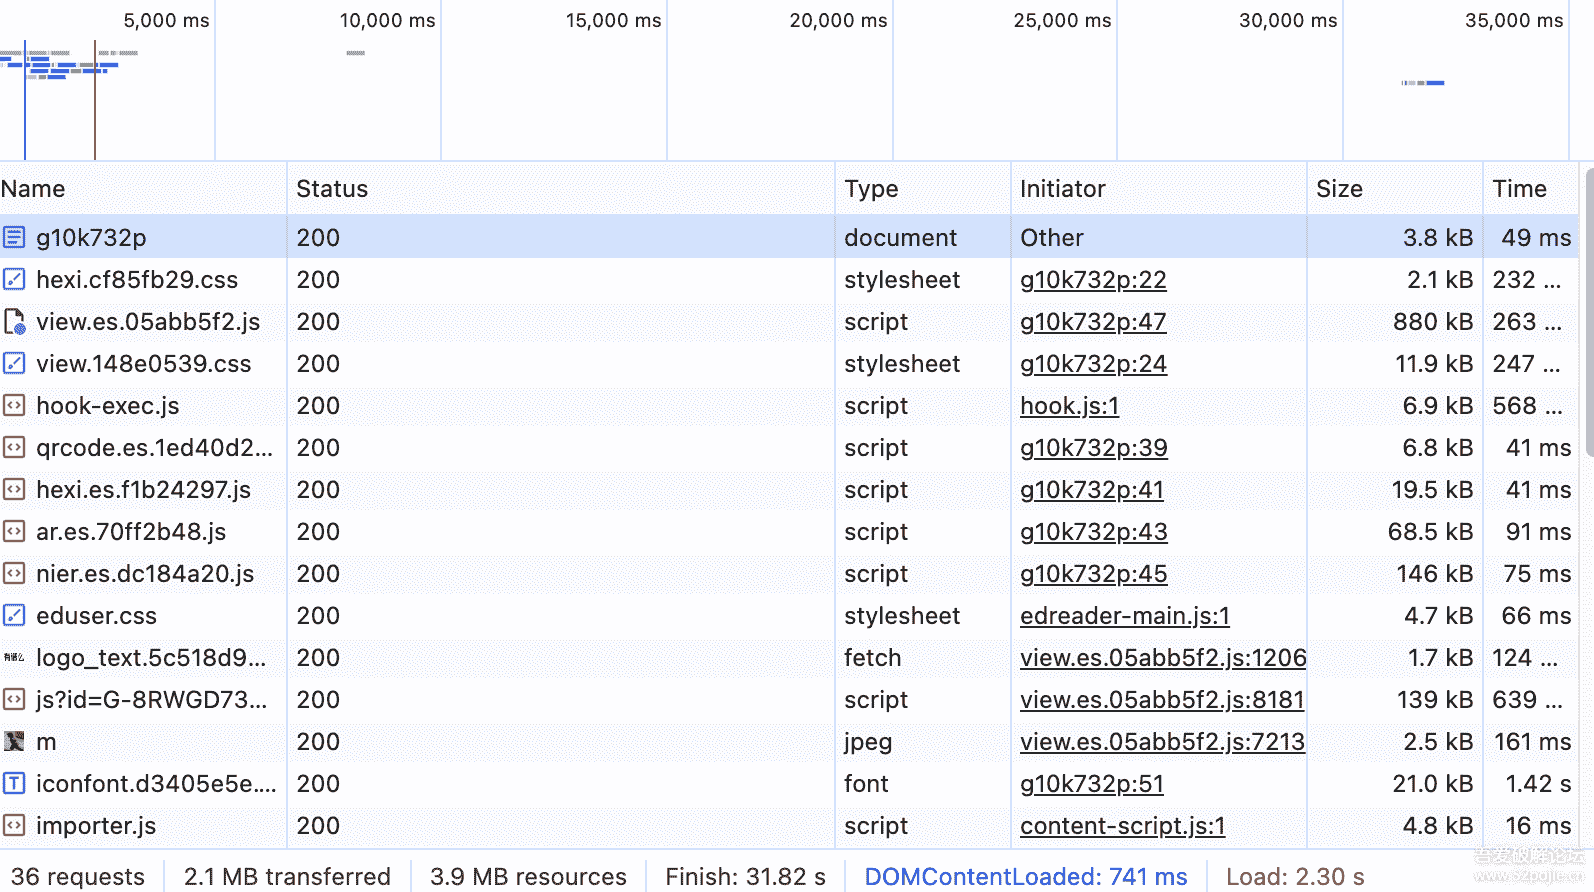 5,000 ms 10,000 ms 15,000 ms 20,000 ms 25,000 ms 30,000 ms 35,000 ms
Name Status Type Initiator Size Time
g10k732p 200 document Other 3.8 kB 49 ms
hexi.cf85fb29.css 200 stylesheet g10k732p:22 2.1 kB 232 ...
view.es.05abb5f2.js 200 script g10k732p:47 880 kB 263 ...
view.148e0539.css 200 stylesheet g10k732p:24 11.9 kB 247 ...
hook-exec.js 200 script hook.js:1 6.9 kB 568 ...
qrcode.es.1ed40d2... 200 script g10k732p:39 6.8 kB 41 ms
hexi.es.f1b24297.js 200 script g10k732p:41 19.5 kB 41 ms
ar.es.70ff2b48.js 200 script g10k732p:43 68.5 kB 91 ms
nier.es.dc184a20.js 200 script g10k732p:45 146 kB 75 ms
eduser.css 200 stylesheet edreader-main.js:1 4.7 kB 66 ms
logo_text.5c518d9... 200 fetch view.es.05abb5f2.js:1206 1.7 kB 124 ...
js?id=G-8RWGD73... 200 script view.es.05abb5f2.js:8181 139 kB 639 ...
m 200 jpeg view.es.05abb5f2.js:7213 2.5 kB 161 ms
iconfont.d3405e5e.... 200 font g10k732p:51 21.0 kB 1.42 s
importer.js 200 script content-script.js:1 4.8 kB 16 ms
36 requests 2.1 MB transferred 3.9 MB resources Finish: 31.82 s DOMContentLoaded: 741 ms Load: 2.30 s
吾爱破解论坛
www.52pojie.cn